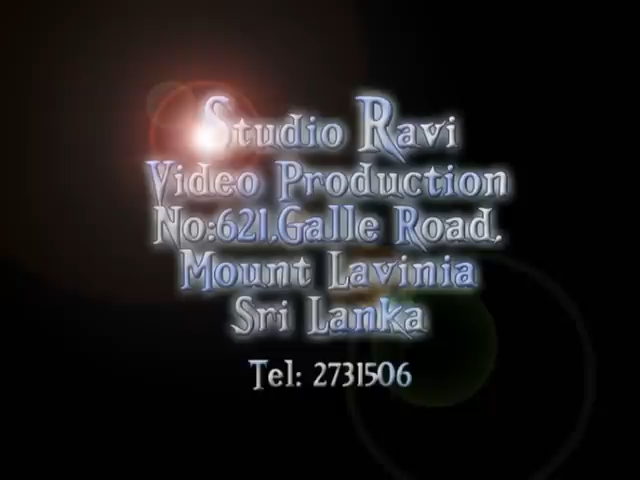 Studio Ravi
Video Production
No:621.Galle Road.
Mount Lavinia
Sri Lanka
Tel: 2731506